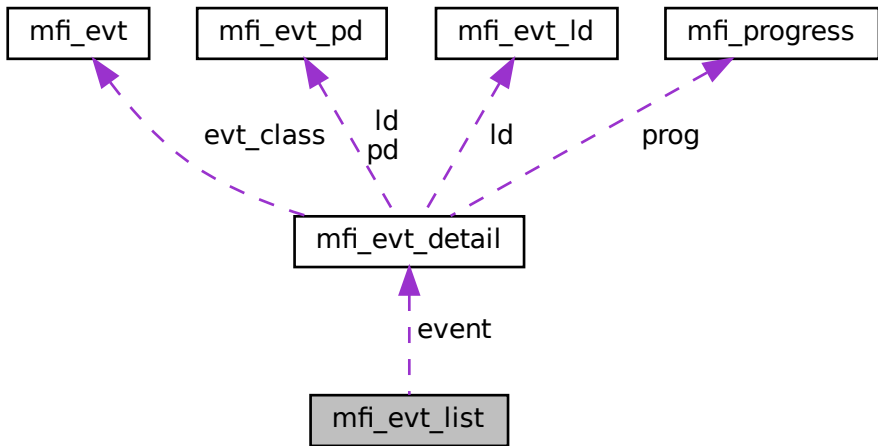 mfi_evt
mfi_evt_pd
mfi_evt_ld
mfi_progress
evt_class
ld
pd
ld
prog
mfi_evt_detail
event
mfi_evt_list